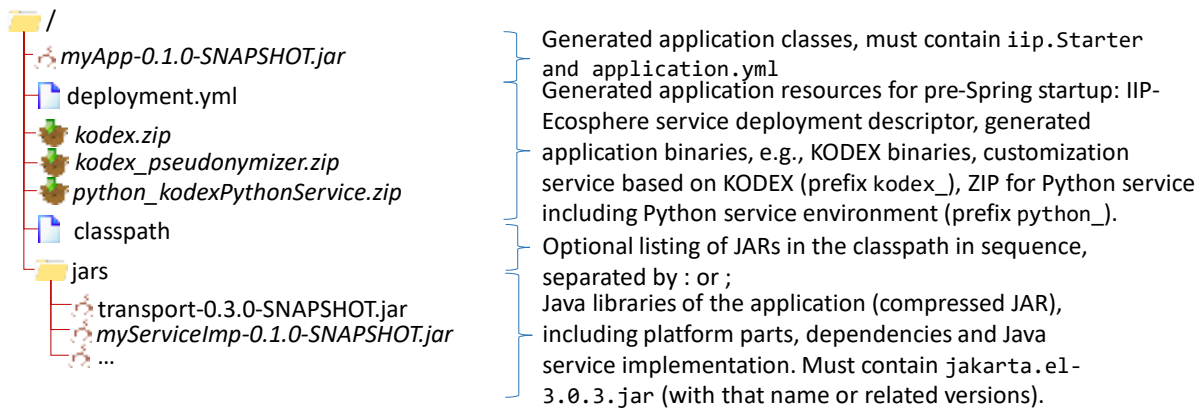 /
myApp-0.1.0-SNAPSHOT.jar
deployment.yml
kodex.zip
kodex_pseudonymizer.zip
python_kodexPythonService.zip
classpath
jars
transport-0.3.0-SNAPSHOT.jar
myServiceImp-0.1.0-SNAPSHOT.jar
...
Generated application classes, must contain iip.Starter
and application.yml
Generated application resources for pre-Spring startup: IIP-
Ecosphere service deployment descriptor, generated
application binaries, e.g., KODEX binaries, customization
service based on KODEX (prefix kodex_), ZIP for Python service
including Python service environment (prefix python_).
Optional listing of JARs in the classpath in sequence,
separated by : or ;
Java libraries of the application (compressed JAR),
including platform parts, dependencies and Java
service implementation. Must contain jakarta.el-
3.0.3.jar (with that name or related versions).